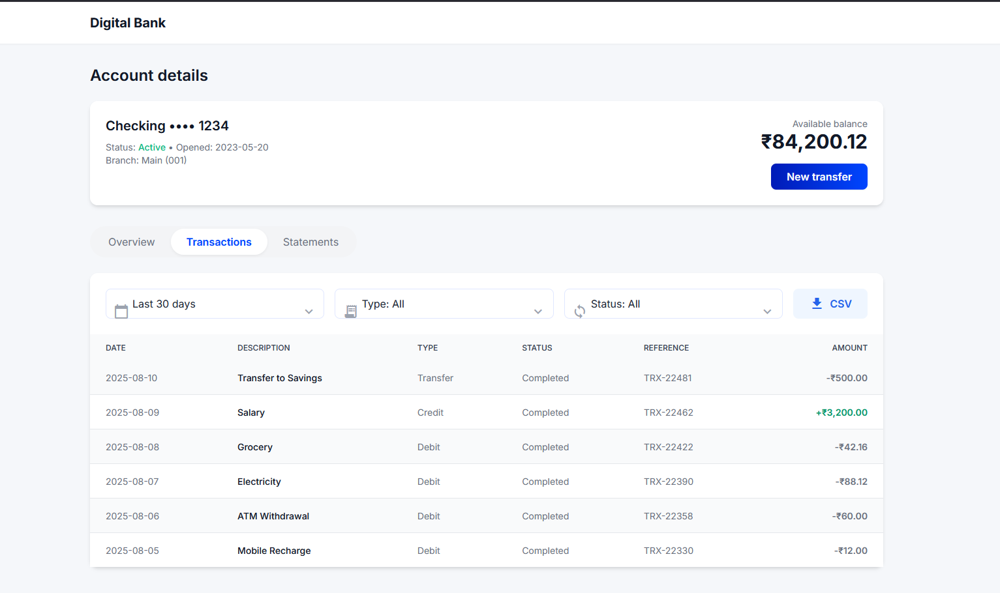 Digital Bank
Account details
Checking •••• 1234
Status: Active • Opened: 2023-05-20
Branch: Main (001)
Available balance
₹84,200.12
New transfer
Overview Transactions Statements
Last 30 days Type: All Status: All CSV
DATE DESCRIPTION TYPE STATUS REFERENCE AMOUNT
2025-08-10 Transfer to Savings Transfer Completed TRX-22481 -₹500.00
2025-08-09 Salary Credit Completed TRX-22462 +₹3,200.00
2025-08-08 Grocery Debit Completed TRX-22422 -₹42.16
2025-08-07 Electricity Debit Completed TRX-22390 -₹88.12
2025-08-06 ATM Withdrawal Debit Completed TRX-22358 -₹60.00
2025-08-05 Mobile Recharge Debit Completed TRX-22330 -₹12.00